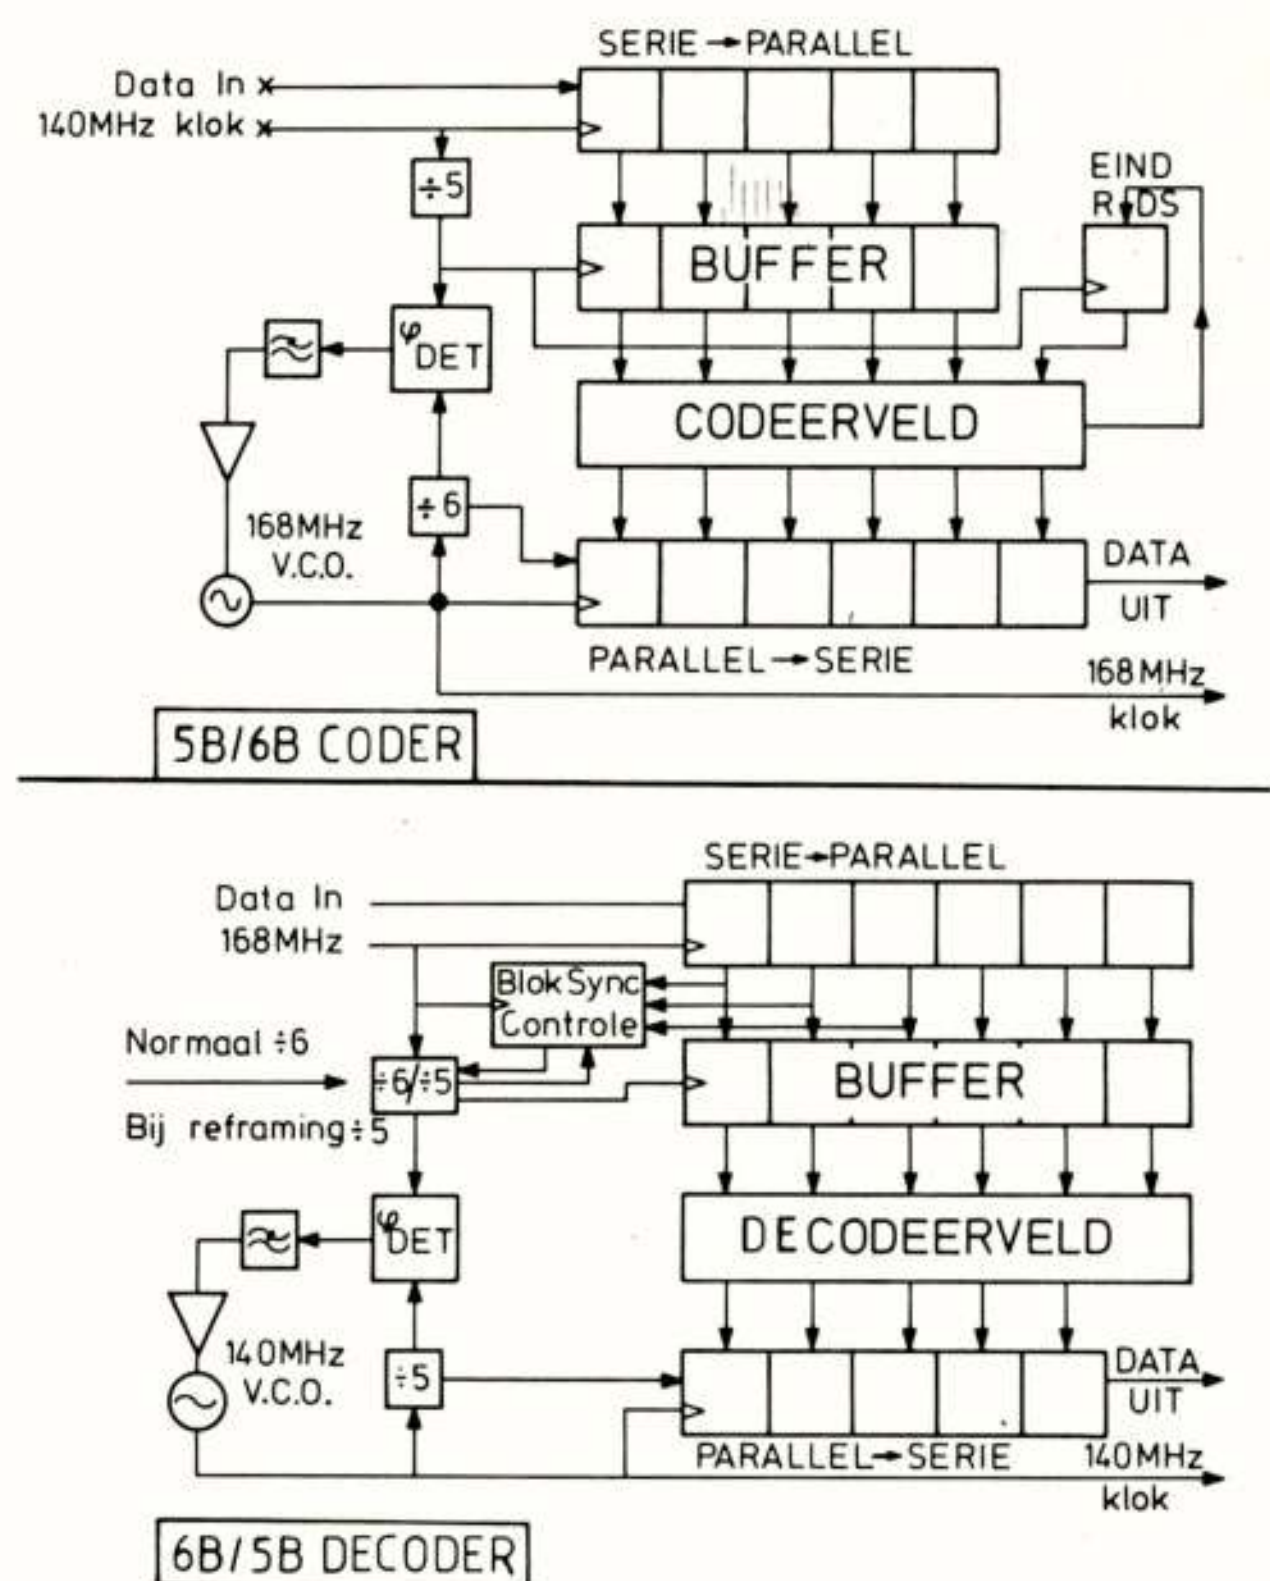 SERIE → PARALLEL
Data In x
140MHz klok x
÷5
EIND
RDS
BUFFER
φ
DET
CODEERVELD
÷6
168MHz
V.C.O.
DATA
UIT
PARALLEL → SERIE
168MHz
klok
5B/6B CODER
SERIE → PARALLEL
Data In
168MHz
Blok Sync
Controle
Normaal ÷6
÷6/÷5
BUFFER
Bij reframing ÷5
φ
DET
DECODEERVELD
140MHz
V.C.O.
÷5
DATA
UIT
PARALLEL → SERIE
140MHz
klok
6B/5B DECODER